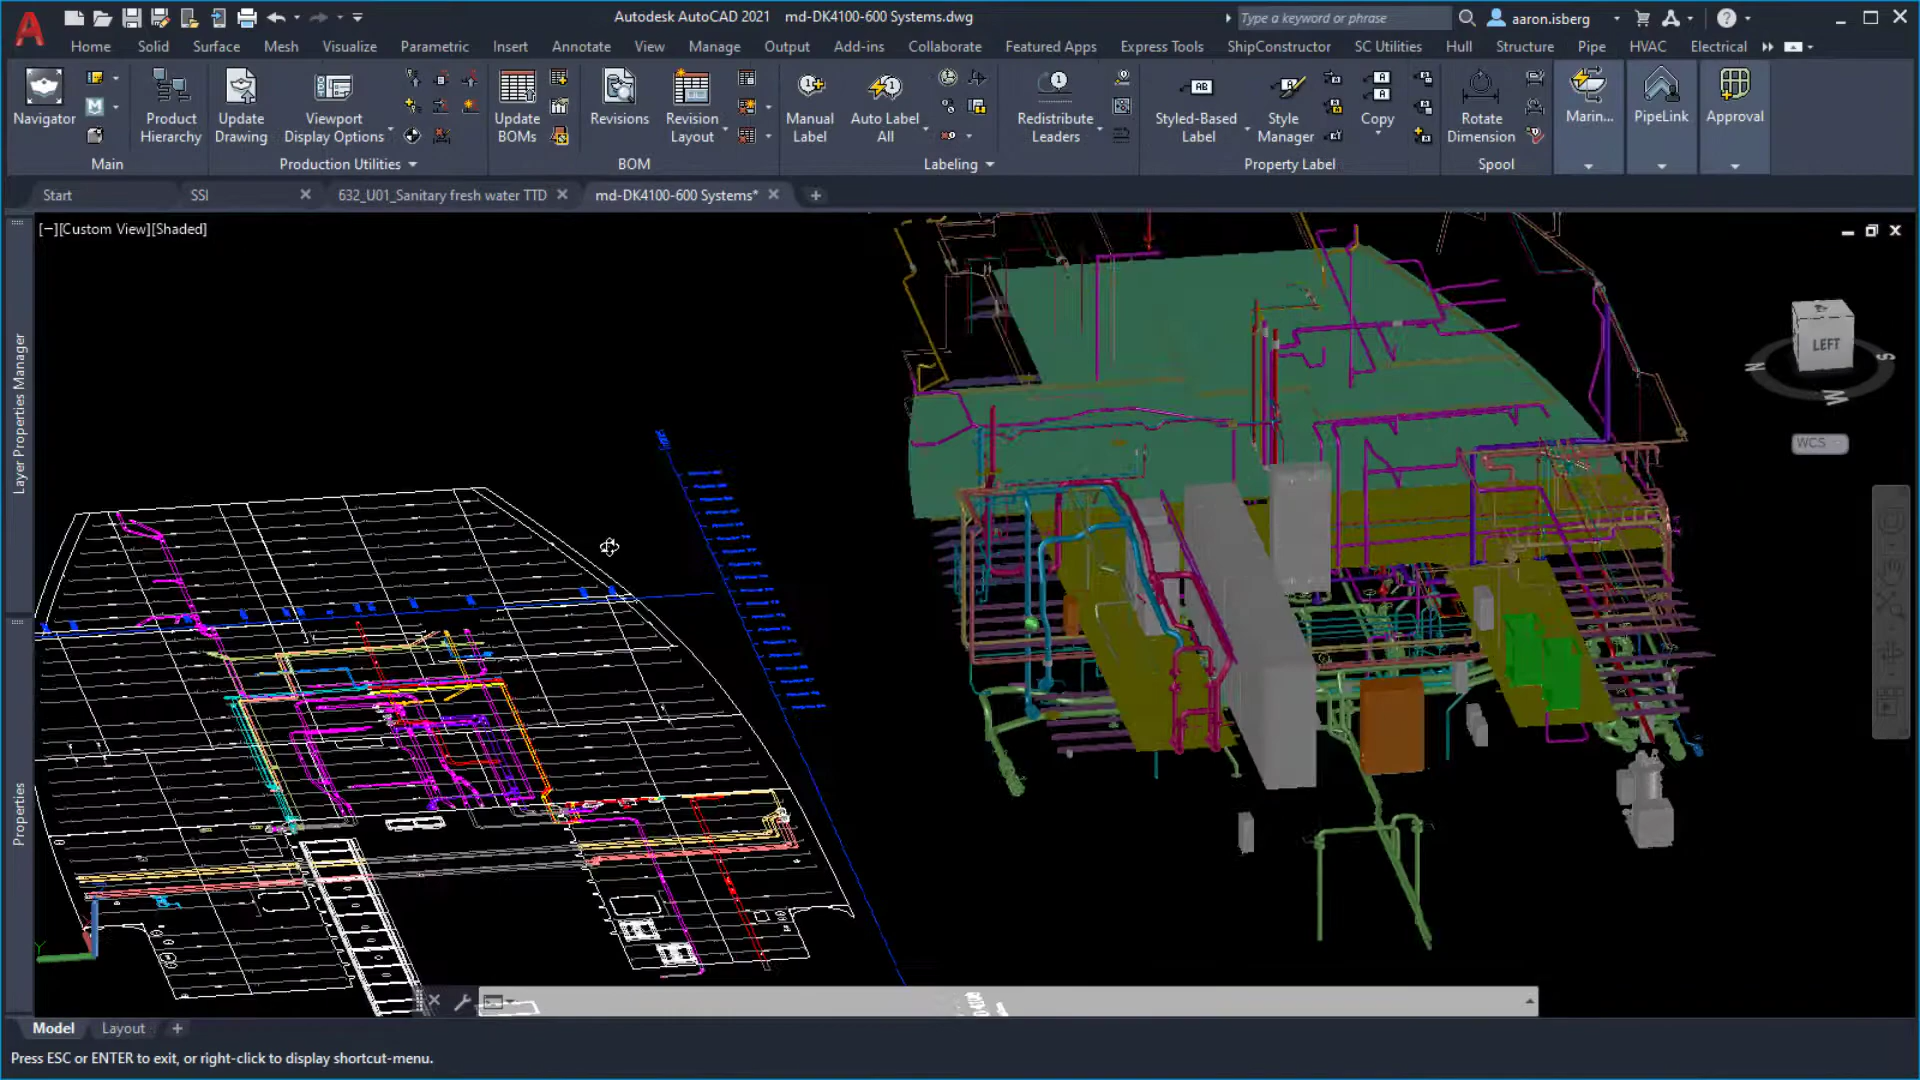 Autodesk AutoCAD 2021 md-DK4100-600 Systems.dwg
Type a keyword or phrase
aaron.isberg
Home Solid Surface Mesh Visualize Parametric Insert Annotate View Manage Output Add-ins Collaborate Featured Apps Express Tools ShipConstructor SC Utilities Hull Structure Pipe HVAC Electrical
Navigator
Product Hierarchy
Update Drawing
Viewport Display Options
Update BOMs
Revisions
Revision Layout
Manual Label
Auto Label All
Redistribute Leaders
Styled-Based Label
Style Manager
Copy
Rotate Dimension
Marin...
PipeLink
Approval
Main
Production Utilities
BOM
Labeling
Property Label
Spool
Start
SSI
632_U01_Sanitary fresh water TTD
md-DK4100-600 Systems*
[−][Custom View][Shaded]
Layer Properties Manager
Properties
LEFT
N
S
W
WCS
Y
Model
Layout
Press ESC or ENTER to exit, or right-click to display shortcut-menu.